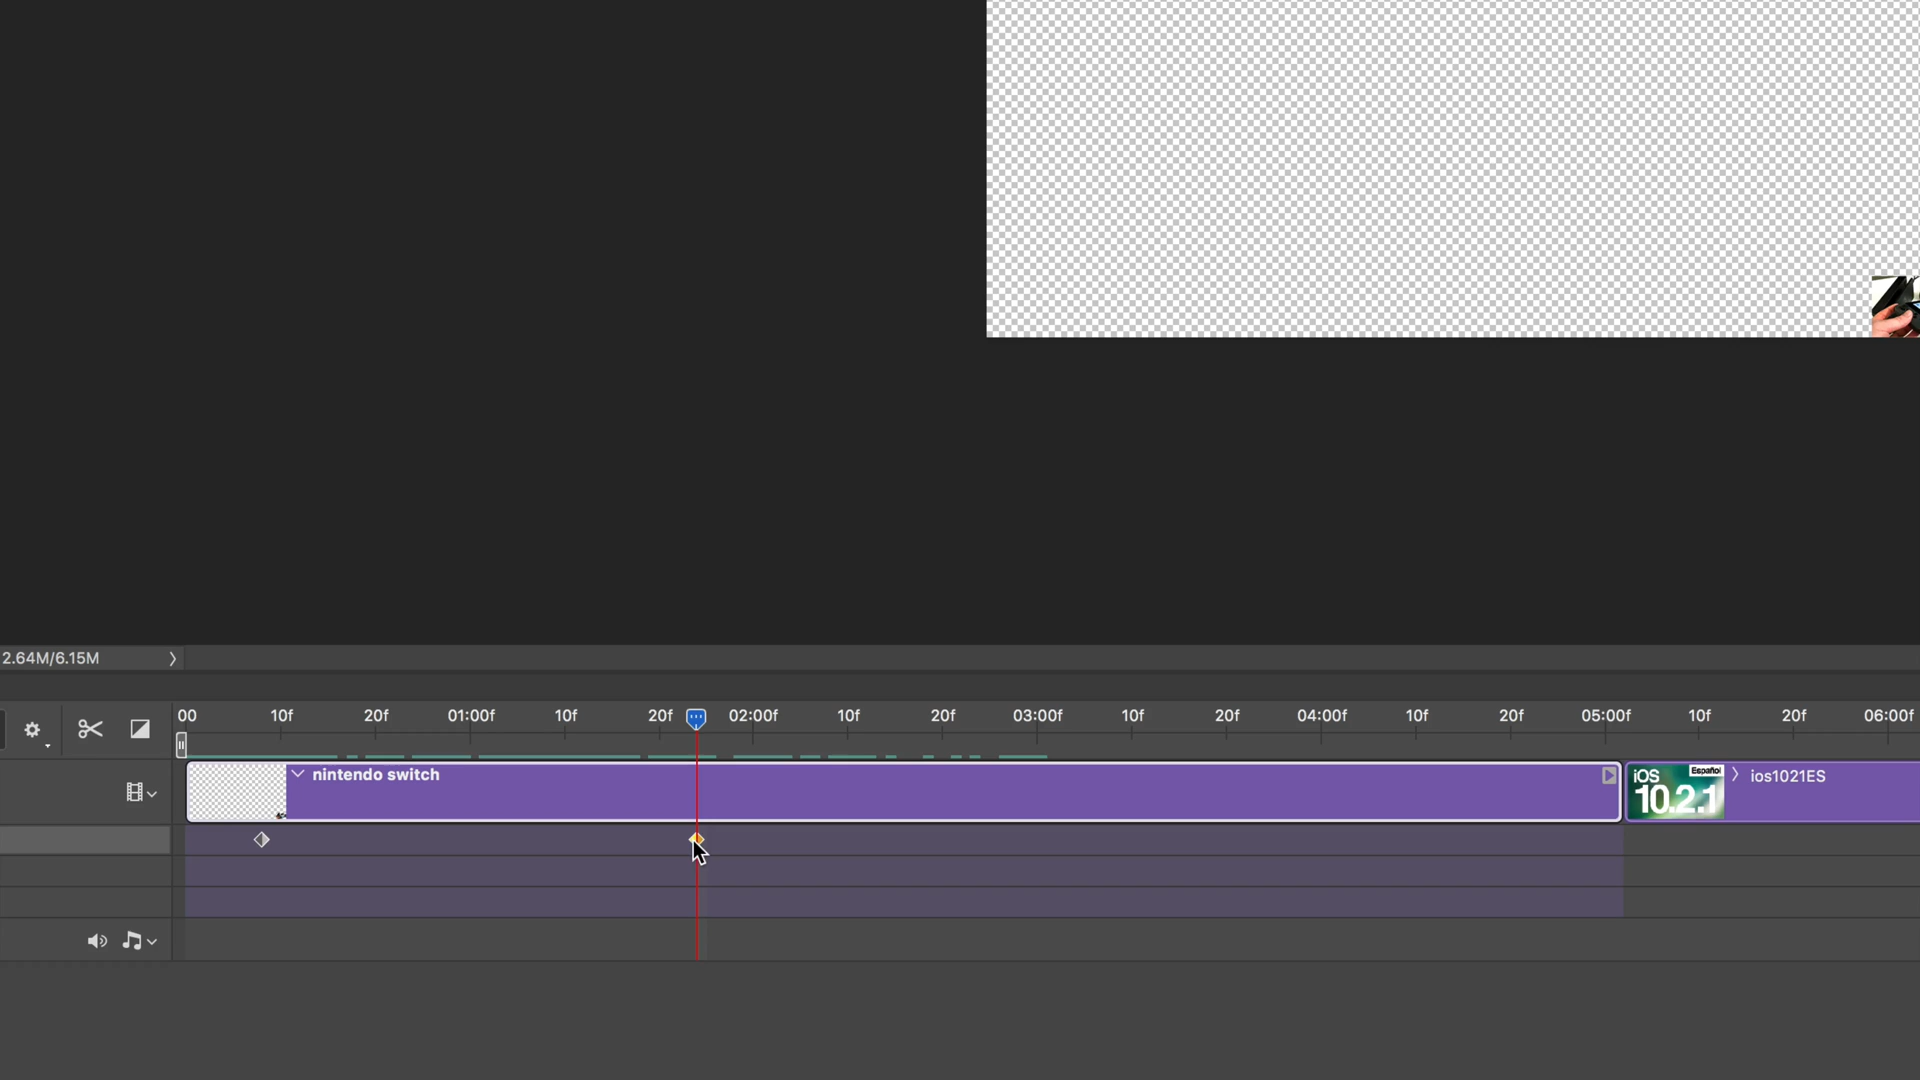 2.64M/6.15M
00 10f 20f 01:00f 10f 20f 02:00f 10f 20f 03:00f 10f 20f 04:00f 10f 20f 05:00f 10f 20f 06:00f
nintendo switch
iOS Español
10.2.1
ios1021ES